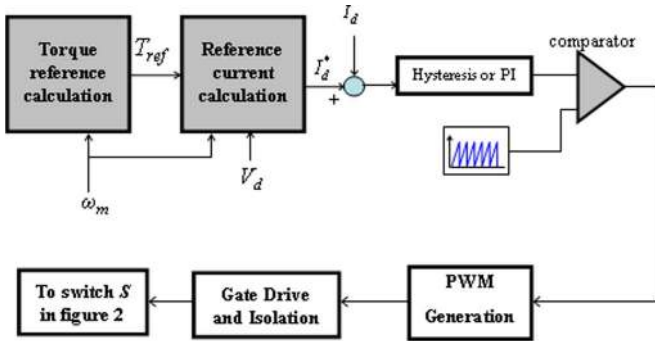 Torque
reference
calculation
T_ref
Reference
current
calculation
I_d
I_d*
+
Hysteresis or PI
comparator
ω_m
V_d
To switch S
in figure 2
Gate Drive
and Isolation
PWM
Generation